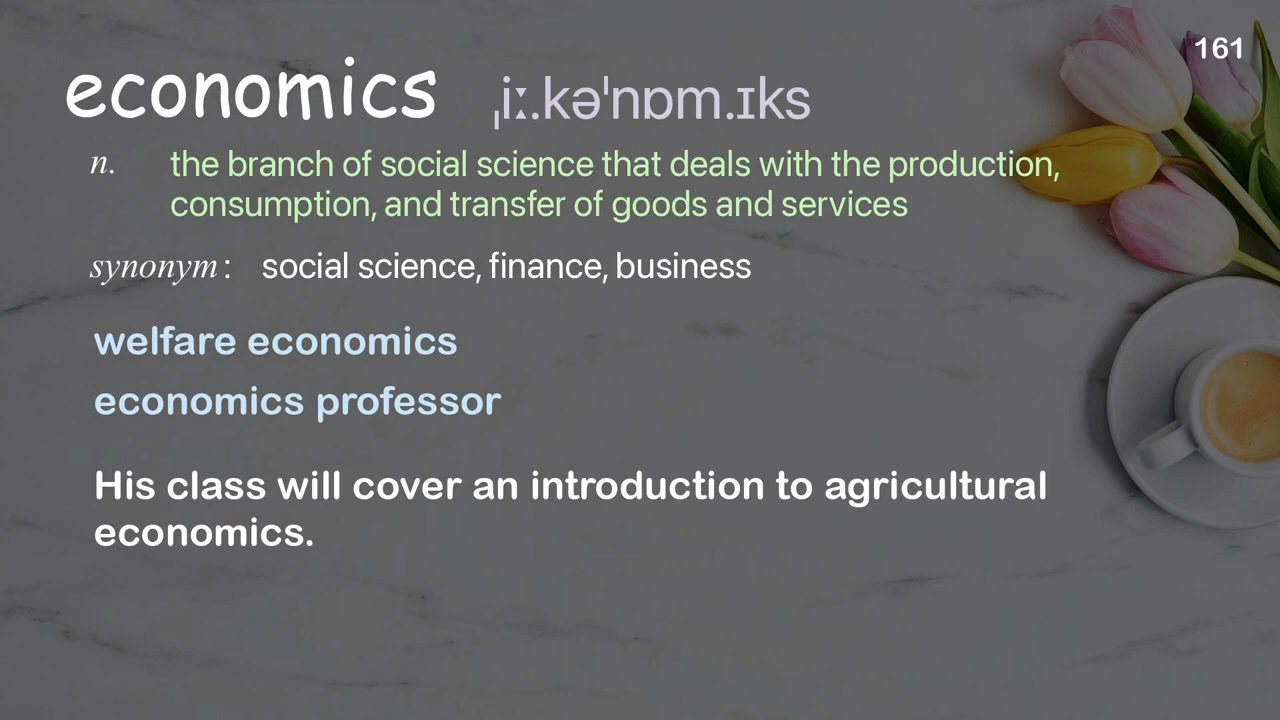 161
economics ˌiː.kəˈnɒm.ɪks
n. the branch of social science that deals with the production,
consumption, and transfer of goods and services
synonym: social science, finance, business
welfare economics
economics professor
His class will cover an introduction to agricultural
economics.